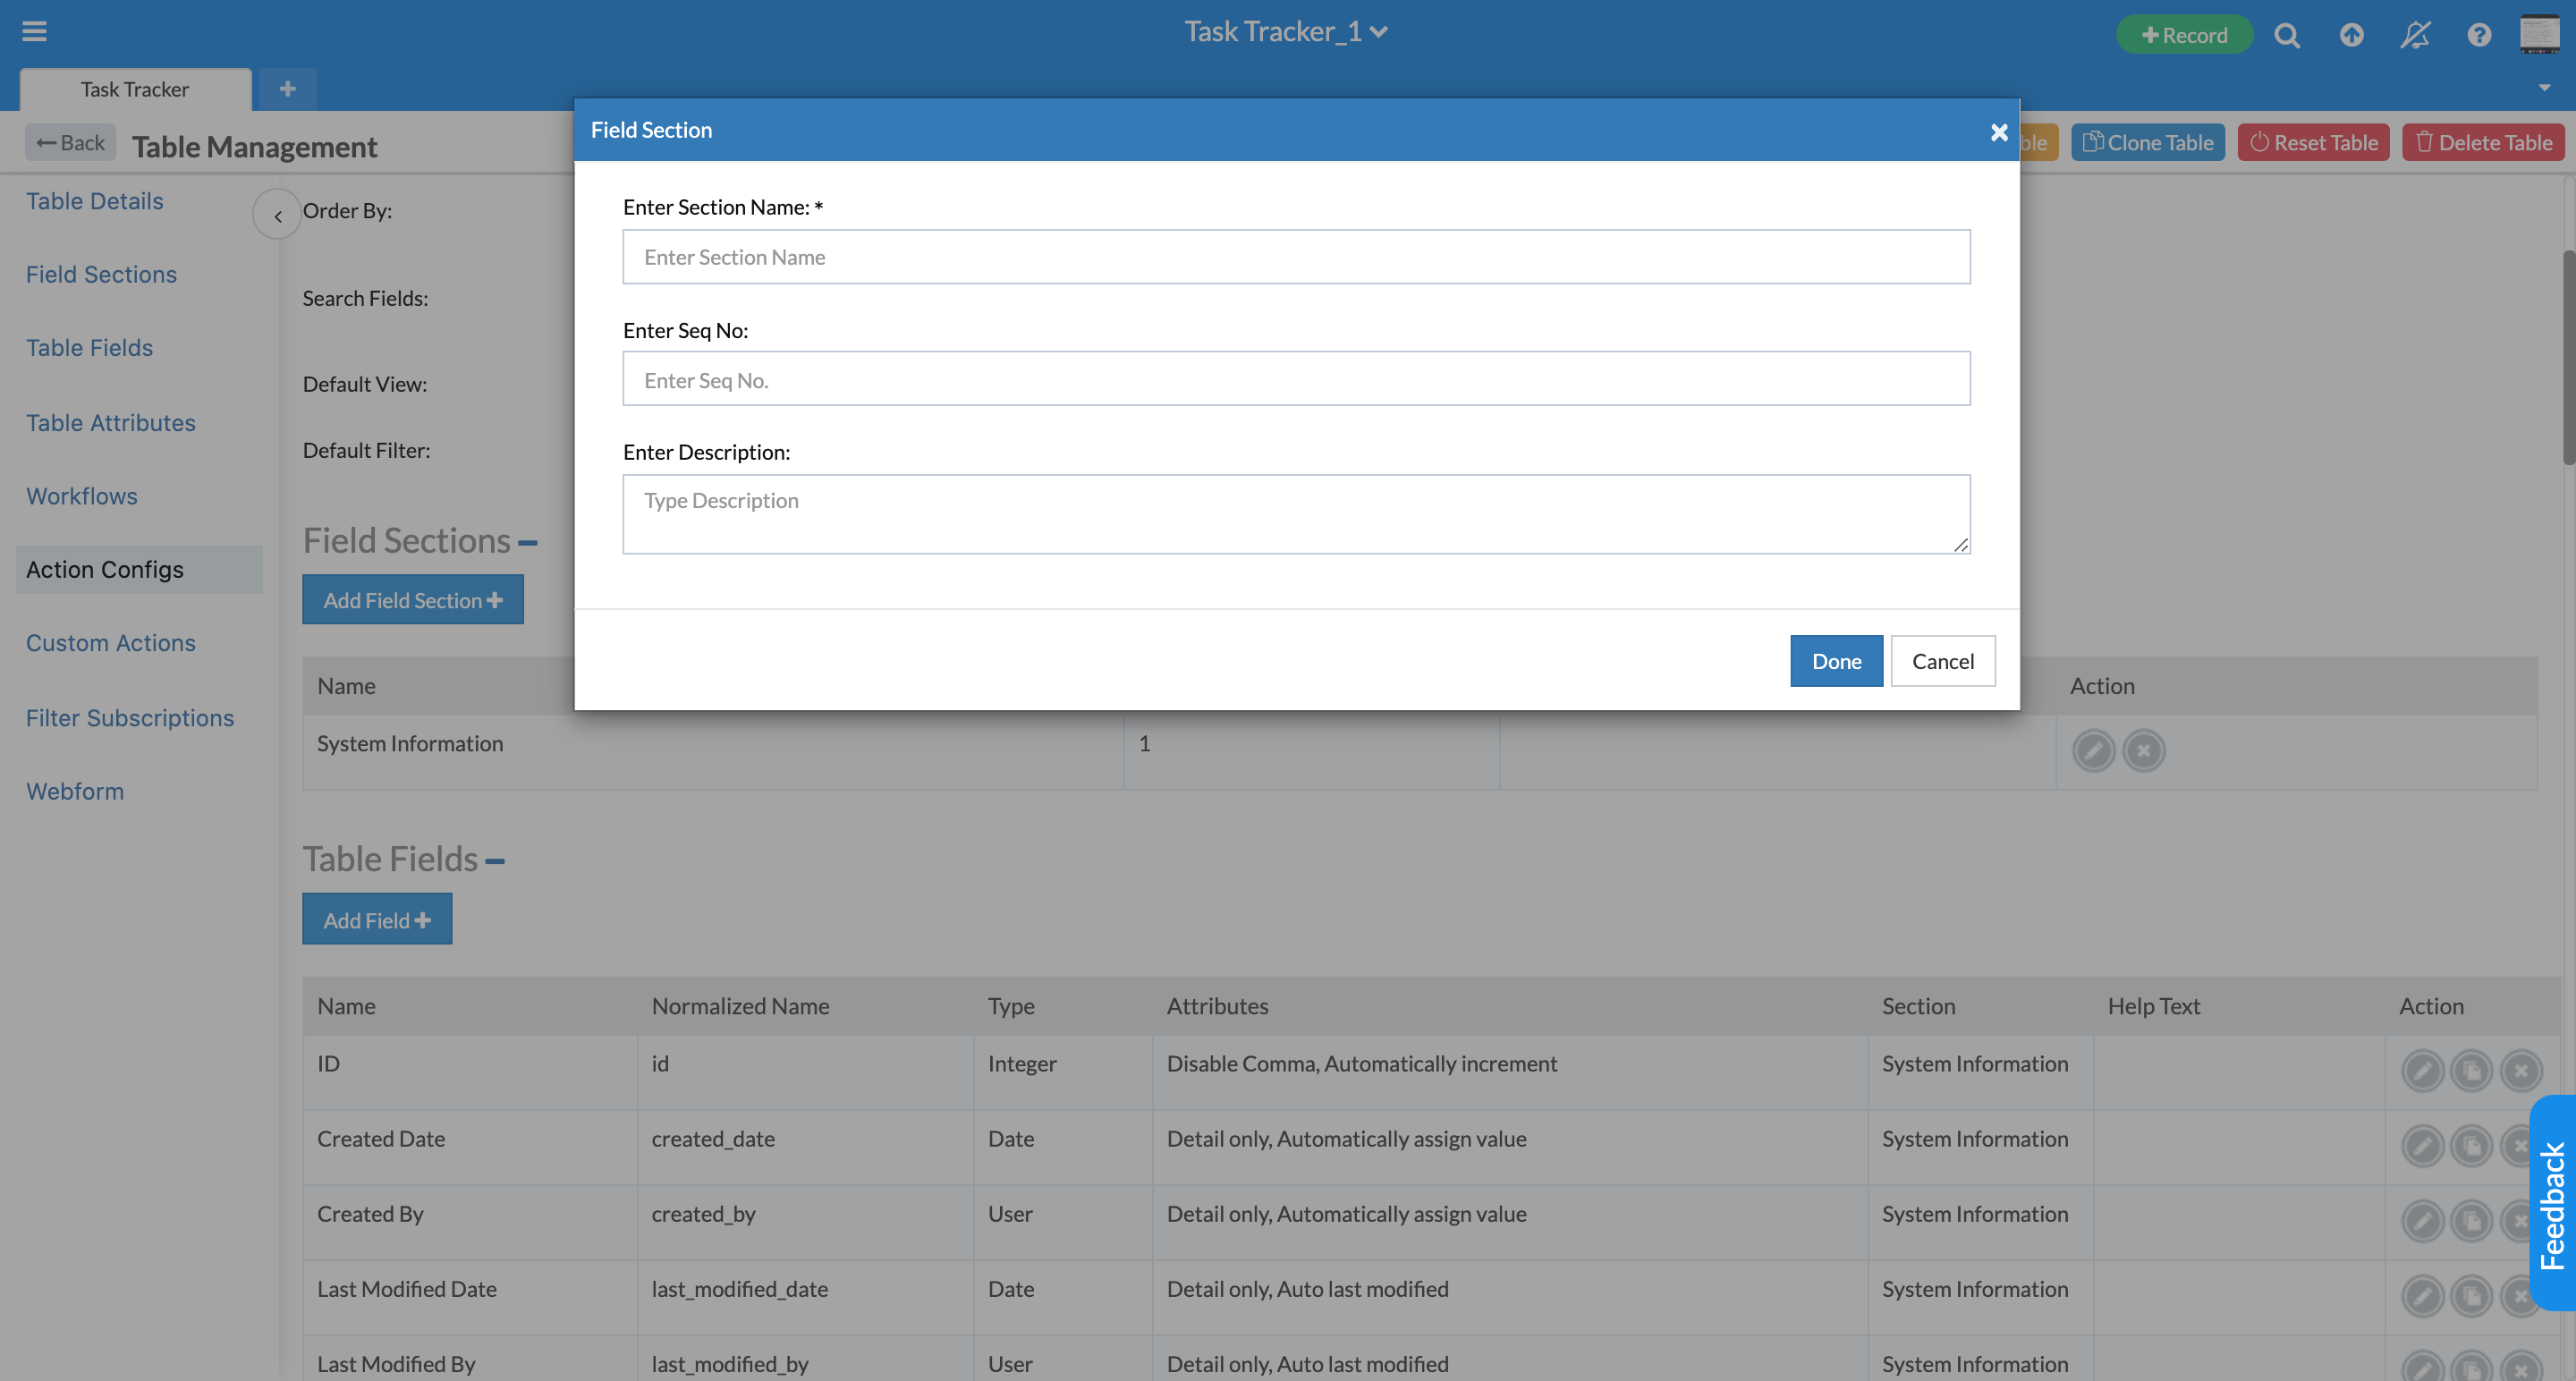 Task Tracker_1
Record
Task Tracker
Back
Table Management
ble
Clone Table
Reset Table
Delete Table
Table Details
Field Sections
Table Fields
Table Attributes
Workflows
Action Configs
Custom Actions
Filter Subscriptions
Webform
Order By:
Search Fields:
Default View:
Default Filter:
Field Section
Enter Section Name: *
Enter Section Name
Enter Seq No:
Enter Seq No.
Enter Description:
Type Description
Done
Cancel
Field Sections
Add Field Section
Name
Action
System Information
1
Table Fields
Add Field
Name
Normalized Name
Type
Attributes
Section
Help Text
Action
ID
id
Integer
Disable Comma, Automatically increment
System Information
Created Date
created_date
Date
Detail only, Automatically assign value
System Information
Created By
created_by
User
Detail only, Automatically assign value
System Information
Last Modified Date
last_modified_date
Date
Detail only, Auto last modified
System Information
Last Modified By
last_modified_by
User
Detail only, Auto last modified
System Information
Feedback